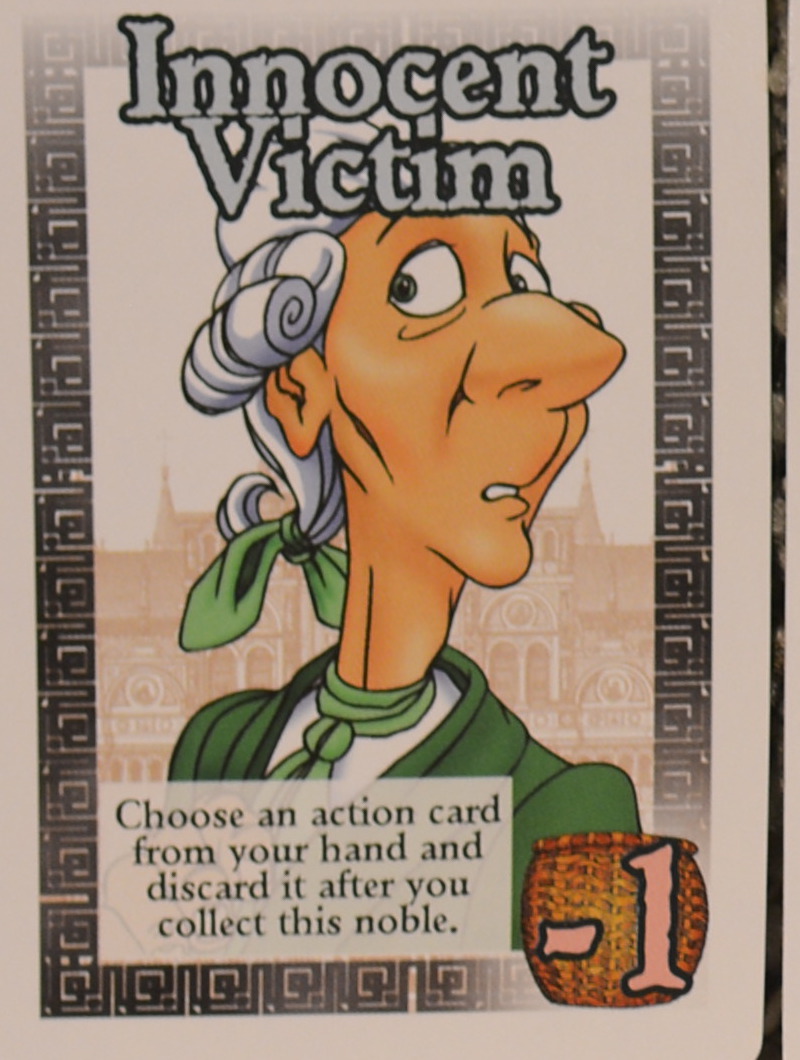 Innocent
Victim
Choose an action card
from your hand and
discard it after you
collect this noble.
-1